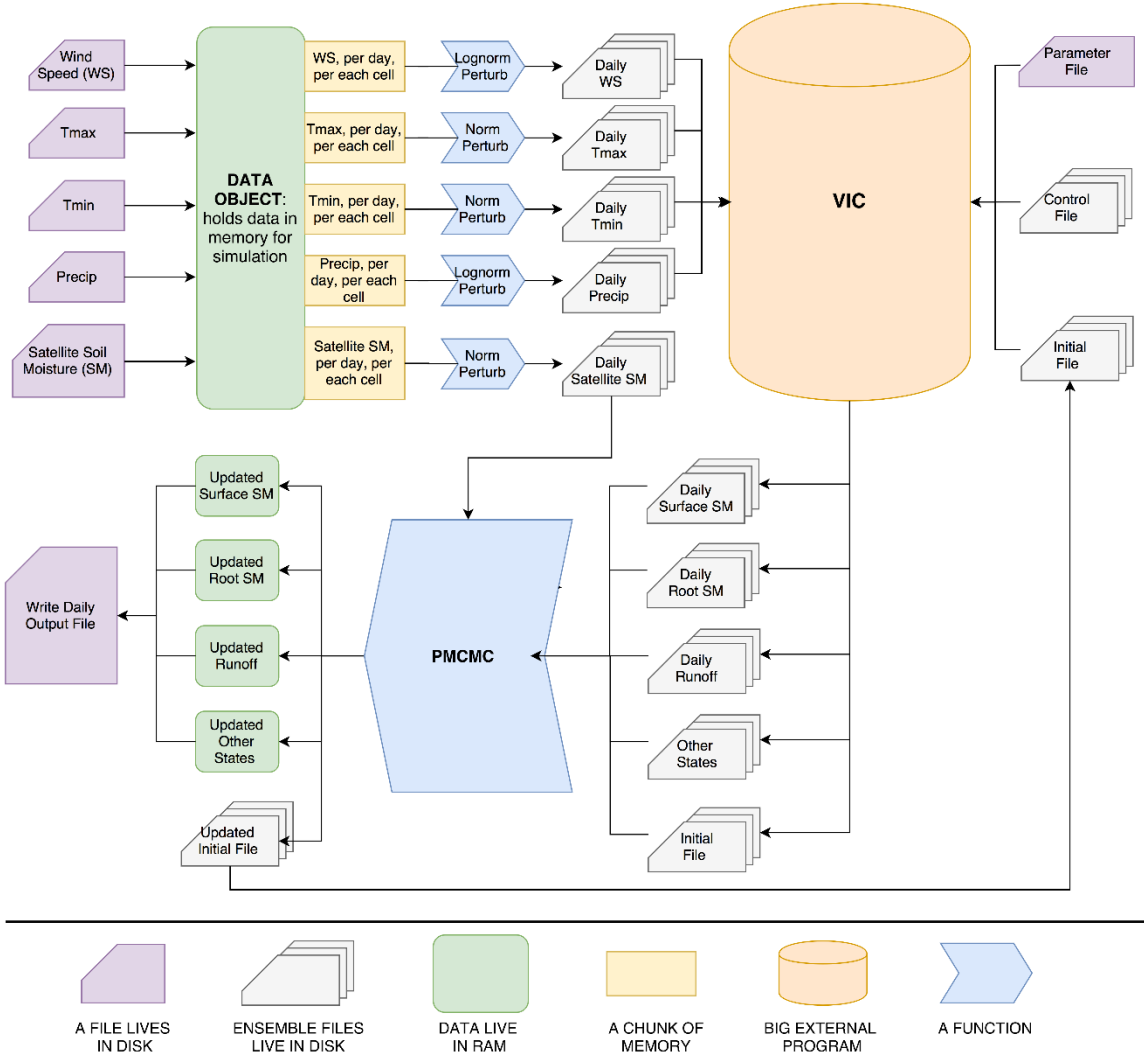 Wind
Speed (WS)
Tmax
Tmin
Precip
Satellite Soil
Moisture (SM)
DATA
OBJECT:
holds data in
memory for
simulation
WS, per day,
per each cell
Tmax, per day,
per each cell
Tmin, per day,
per each cell
Precip, per
day, per each
cell
Satellite SM,
per day, per
each cell
Lognorm
Perturb
Norm
Perturb
Norm
Perturb
Lognorm
Perturb
Norm
Perturb
Daily
WS
Daily
Tmax
Daily
Tmin
Daily
Precip
Daily
Satellite SM
VIC
Parameter
File
Control
File
Initial
File
Write Daily
Output File
Updated
Surface SM
Updated
Root SM
Updated
Runoff
Updated
Other
States
Updated
Initial File
PMCMC
Daily
Surface SM
Daily
Root SM
Daily
Runoff
Other
States
Initial
File
A FILE LIVES
IN DISK
ENSEMBLE FILES
LIVE IN DISK
DATA LIVE
IN RAM
A CHUNK OF
MEMORY
BIG EXTERNAL
PROGRAM
A FUNCTION